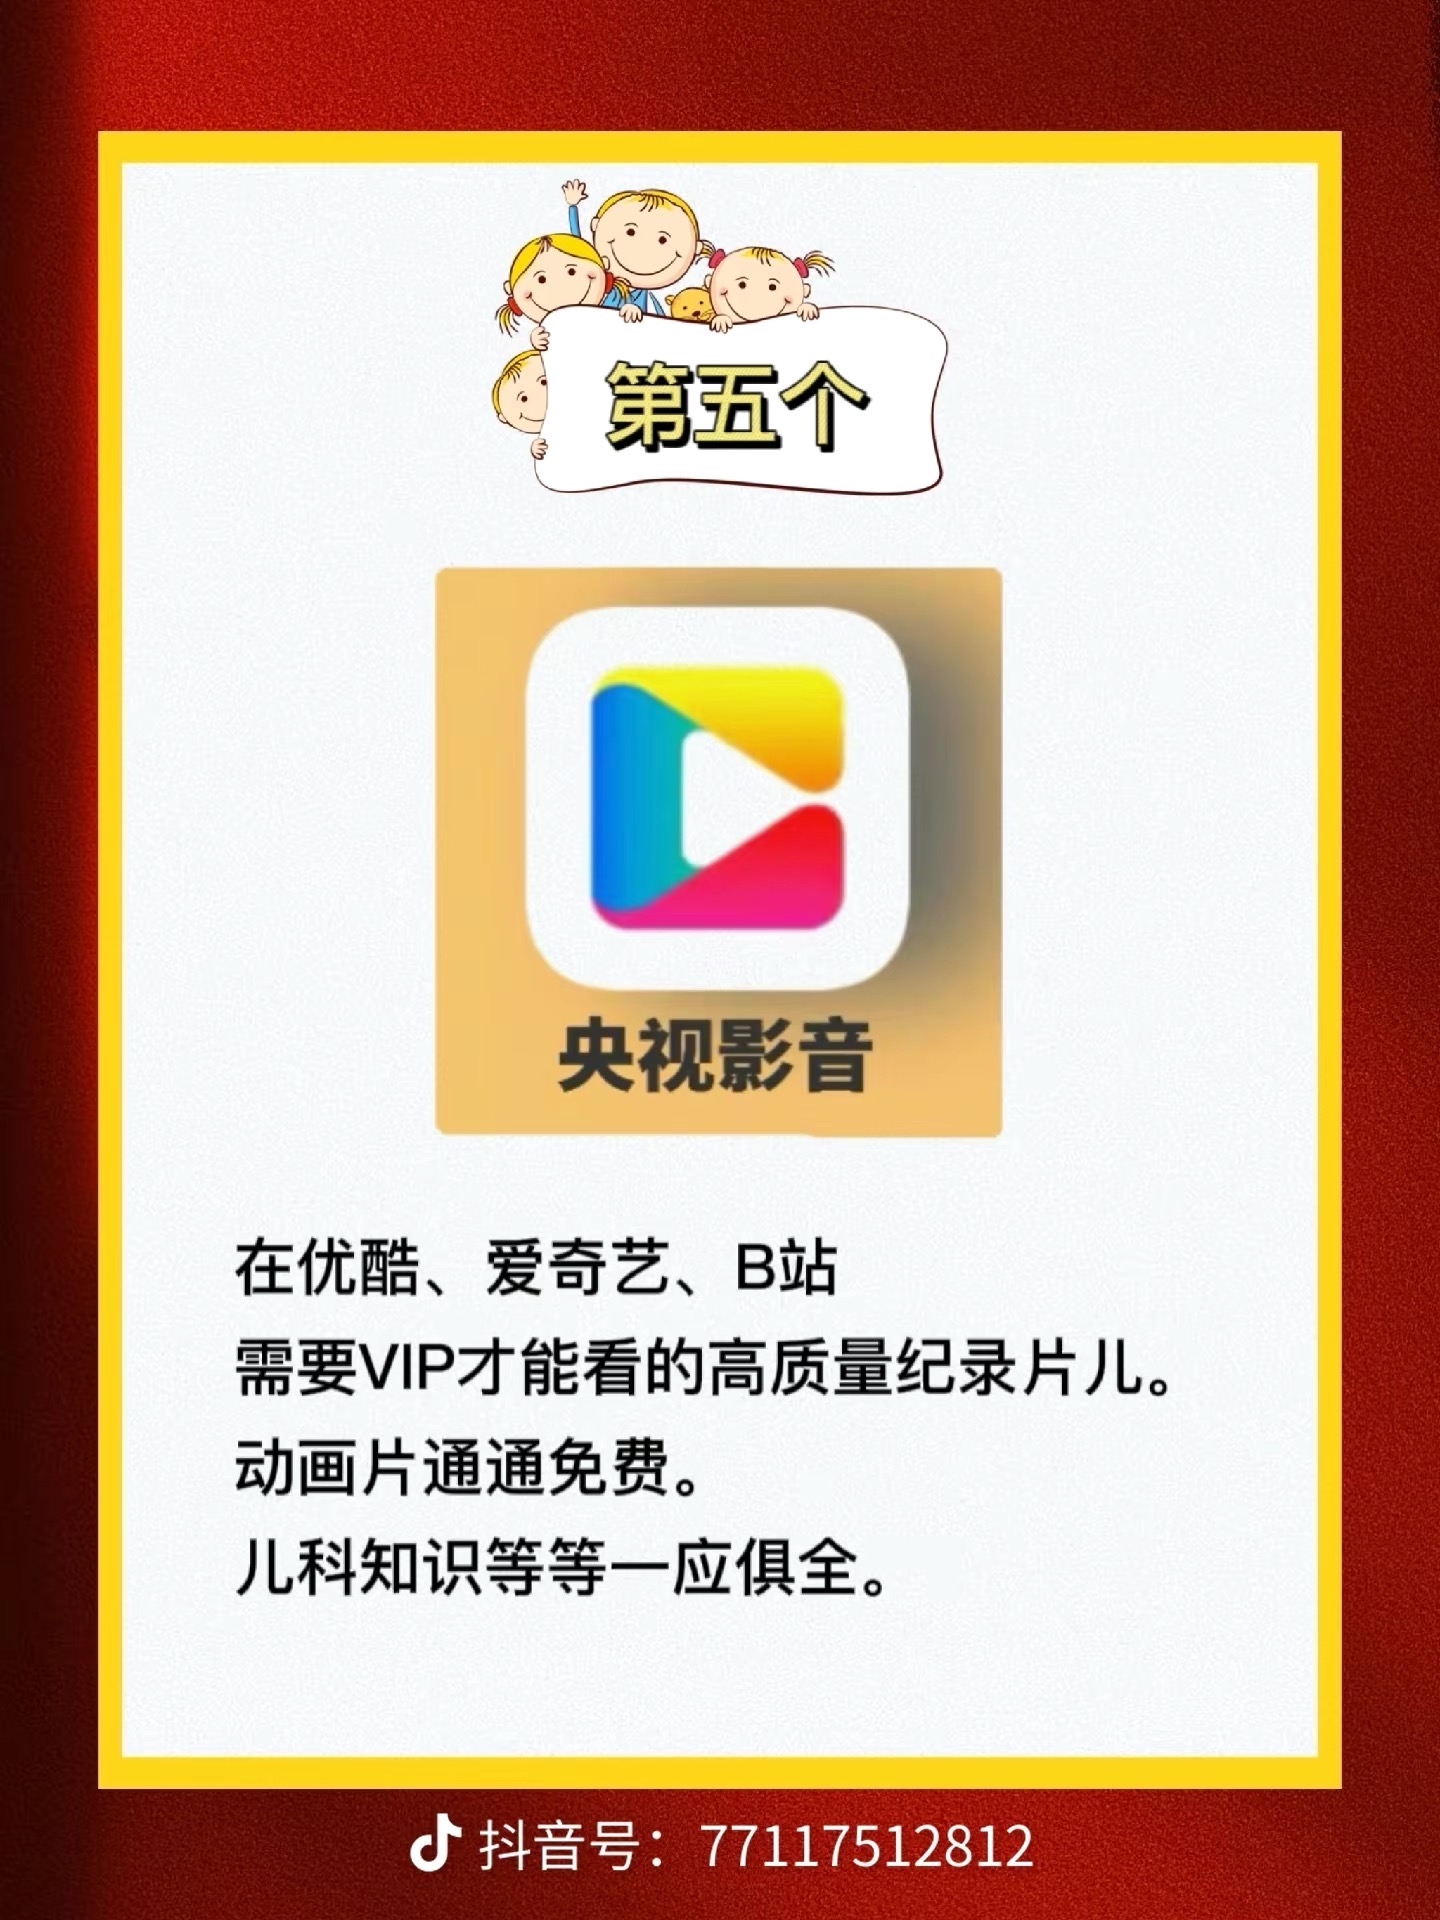 第五个
央视影音
在优酷、爱奇艺、B站
需要VIP才能看的高质量纪录片儿。
动画片通通免费。
儿科知识等等一应俱全。
抖音号：77117512812